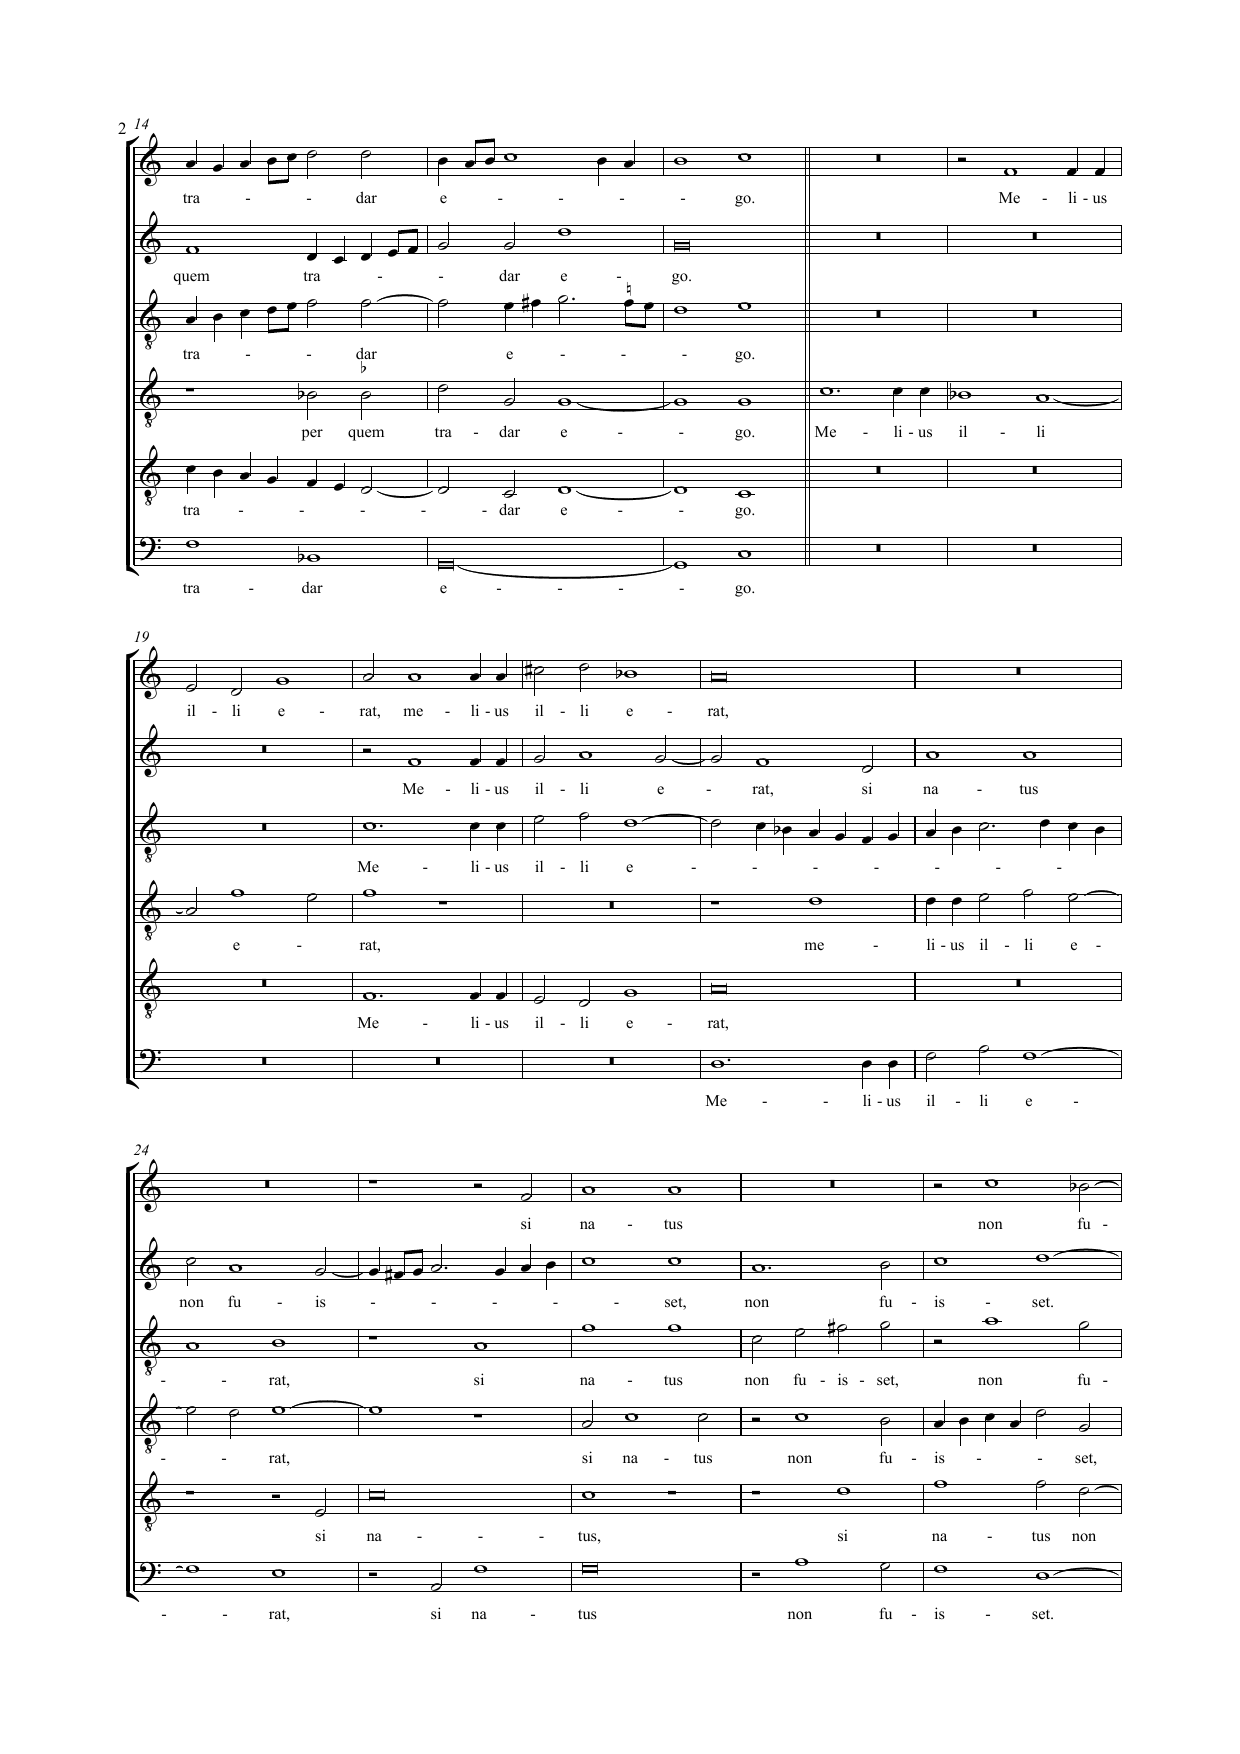 2 14
tra - - dar e - - - - go. Me - li - us
quem tra - - dar e - go.
♮
tra - - dar e - - - go.
♭
per quem tra - dar e - - go. Me - li - us il - li
tra - - - - - dar e - - go.
tra - dar e - - - - go.
19
il - li e - rat, me - li - us il - li e - rat,
Me - li - us il - li e - rat, si na - tus
Me - li - us il - li e - - - - - - - -
e - rat, me - li - us il - li e -
Me - li - us il - li e - rat,
Me - - li - us il - li e -
24
si na - tus non fu -
non fu - is - - - - - set, non fu - is - set.
- - rat, si na - tus non fu - is - set, non fu -
- - rat, si na - tus non fu - is - - - set,
si na - - - tus, si na - tus non
- - rat, si na - tus non fu - is - set.